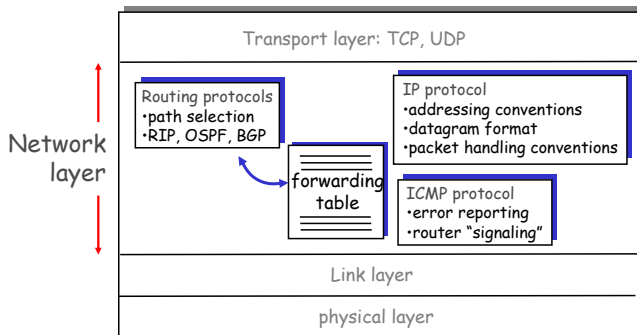 Transport layer: TCP, UDP
Network
layer
Routing protocols
•path selection
•RIP, OSPF, BGP
forwarding
table
IP protocol
•addressing conventions
•datagram format
•packet handling conventions
ICMP protocol
•error reporting
•router “signaling”
Link layer
physical layer